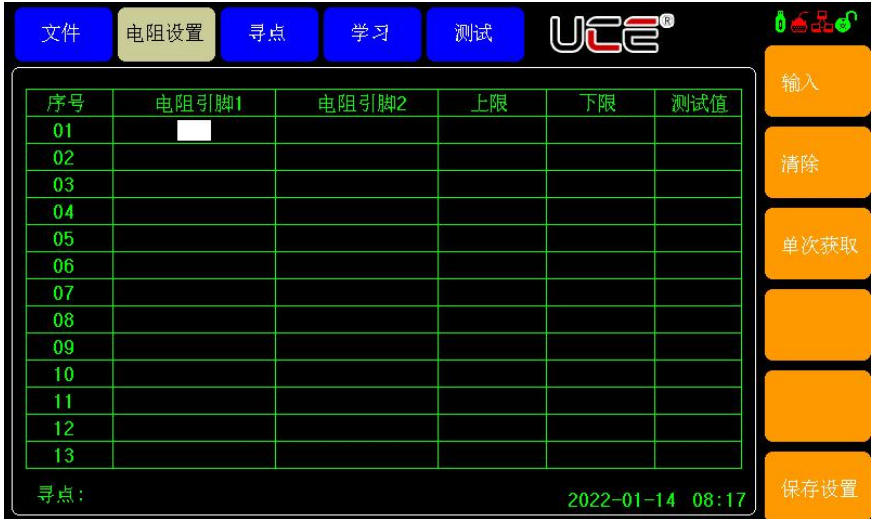 文件 电阻设置 寻点 学习 测试 UCE®
输入
清除
单次获取
保存设置
序号 电阻引脚1 电阻引脚2 上限 下限 测试值
01
02
03
04
05
06
07
08
09
10
11
12
13
寻点: 2022-01-14 08:17